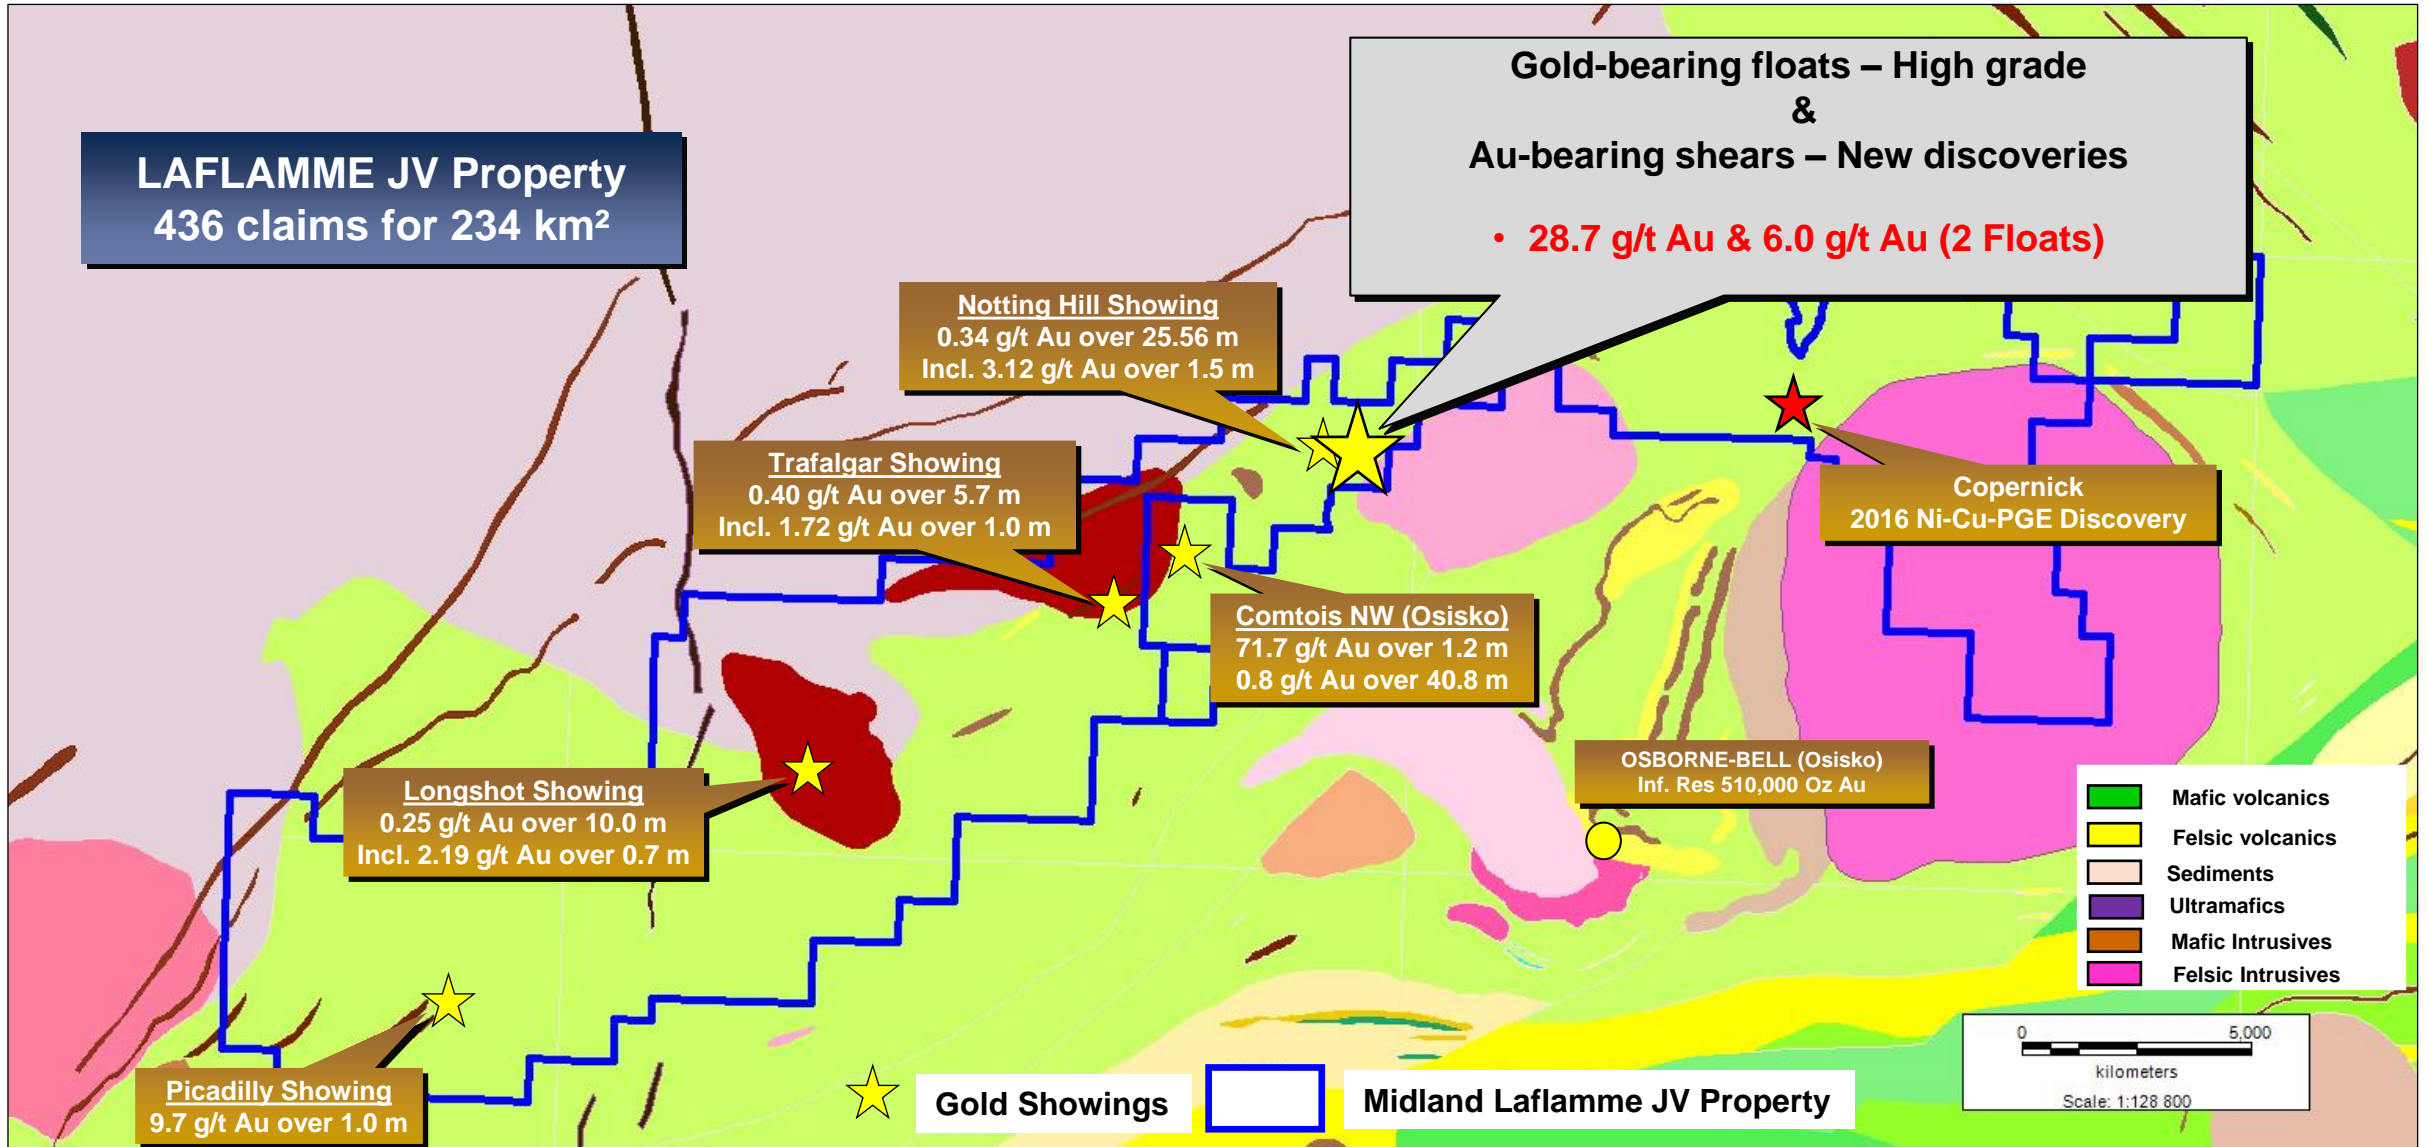 Gold-bearing floats – High grade
&
Au-bearing shears – New discoveries
• 28.7 g/t Au & 6.0 g/t Au (2 Floats)
LAFLAMME JV Property
436 claims for 234 km²
Notting Hill Showing
0.34 g/t Au over 25.56 m
Incl. 3.12 g/t Au over 1.5 m
Trafalgar Showing
0.40 g/t Au over 5.7 m
Incl. 1.72 g/t Au over 1.0 m
Copernick
2016 Ni-Cu-PGE Discovery
Comtois NW (Osisko)
71.7 g/t Au over 1.2 m
0.8 g/t Au over 40.8 m
OSBORNE-BELL (Osisko)
Inf. Res 510,000 Oz Au
Longshot Showing
0.25 g/t Au over 10.0 m
Incl. 2.19 g/t Au over 0.7 m
Picadilly Showing
9.7 g/t Au over 1.0 m
Mafic volcanics
Felsic volcanics
Sediments
Ultramafics
Mafic Intrusives
Felsic Intrusives
0 5,000
kilometers
Scale: 1:128 800
Gold Showings
Midland Laflamme JV Property